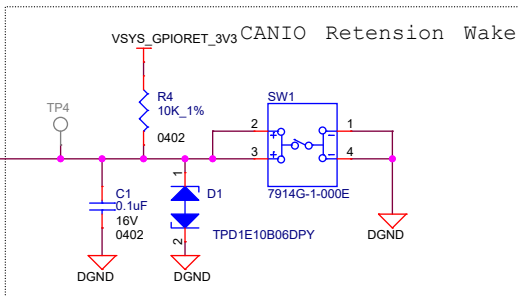 VSYS_GPIORET_3V3
CANIO Retension Wake
R4
10K_1%
0402
TP4
SW1
2
1
3
4
+
-
+
-
7914G-1-000E
C1
0.1uF
16V
0402
1
D1
2
TPD1E10B06DPY
DGND
DGND
DGND